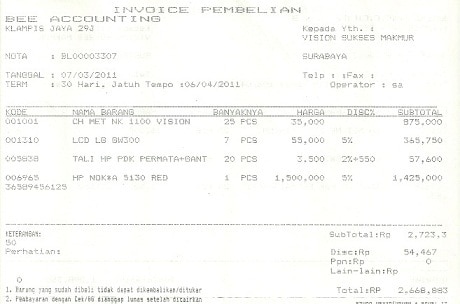 INVOICE PEMBELIAN
BEE ACCOUNTING
KLAMPIS JAYA 29J Kepada Yth. :
VISION SUKSES MAKMUR
NOTA : BL00003307 SURABAYA
TANGGAL : 07/03/2011 Telp : :Fax :
TERM : 30 Hari, Jatuh Tempo :06/04/2011 Operator : sa
KODE NAMA BARANG BANYAKNYA HARGA DISC% SUBTOTAL
001001 CH MET NK 1100 VISION 25 PCS 35,000 875,000
001310 LCD LG GW300 7 PCS 55,000 5% 365,750
005838 TALI HP PDK PERMATA+GANT 20 PCS 3,500 2%+550 57,600
006965 HP NOK*A 5130 RED 1 PCS 1,500,000 5% 1,425,000
36589456125
KETERANGAN: SubTotal:Rp 2,723,3
SO
Perhatian: Disc:Rp 54,467
Ppn:Rp 0
Lain-lain:Rp
0
1. Barang yang sudah dibeli tidak dapat dikembalikan/ditukar Total:RP 2,668,883
2. Pembayaran dengan Cek/BG dianggap lunas setelah dicairkan